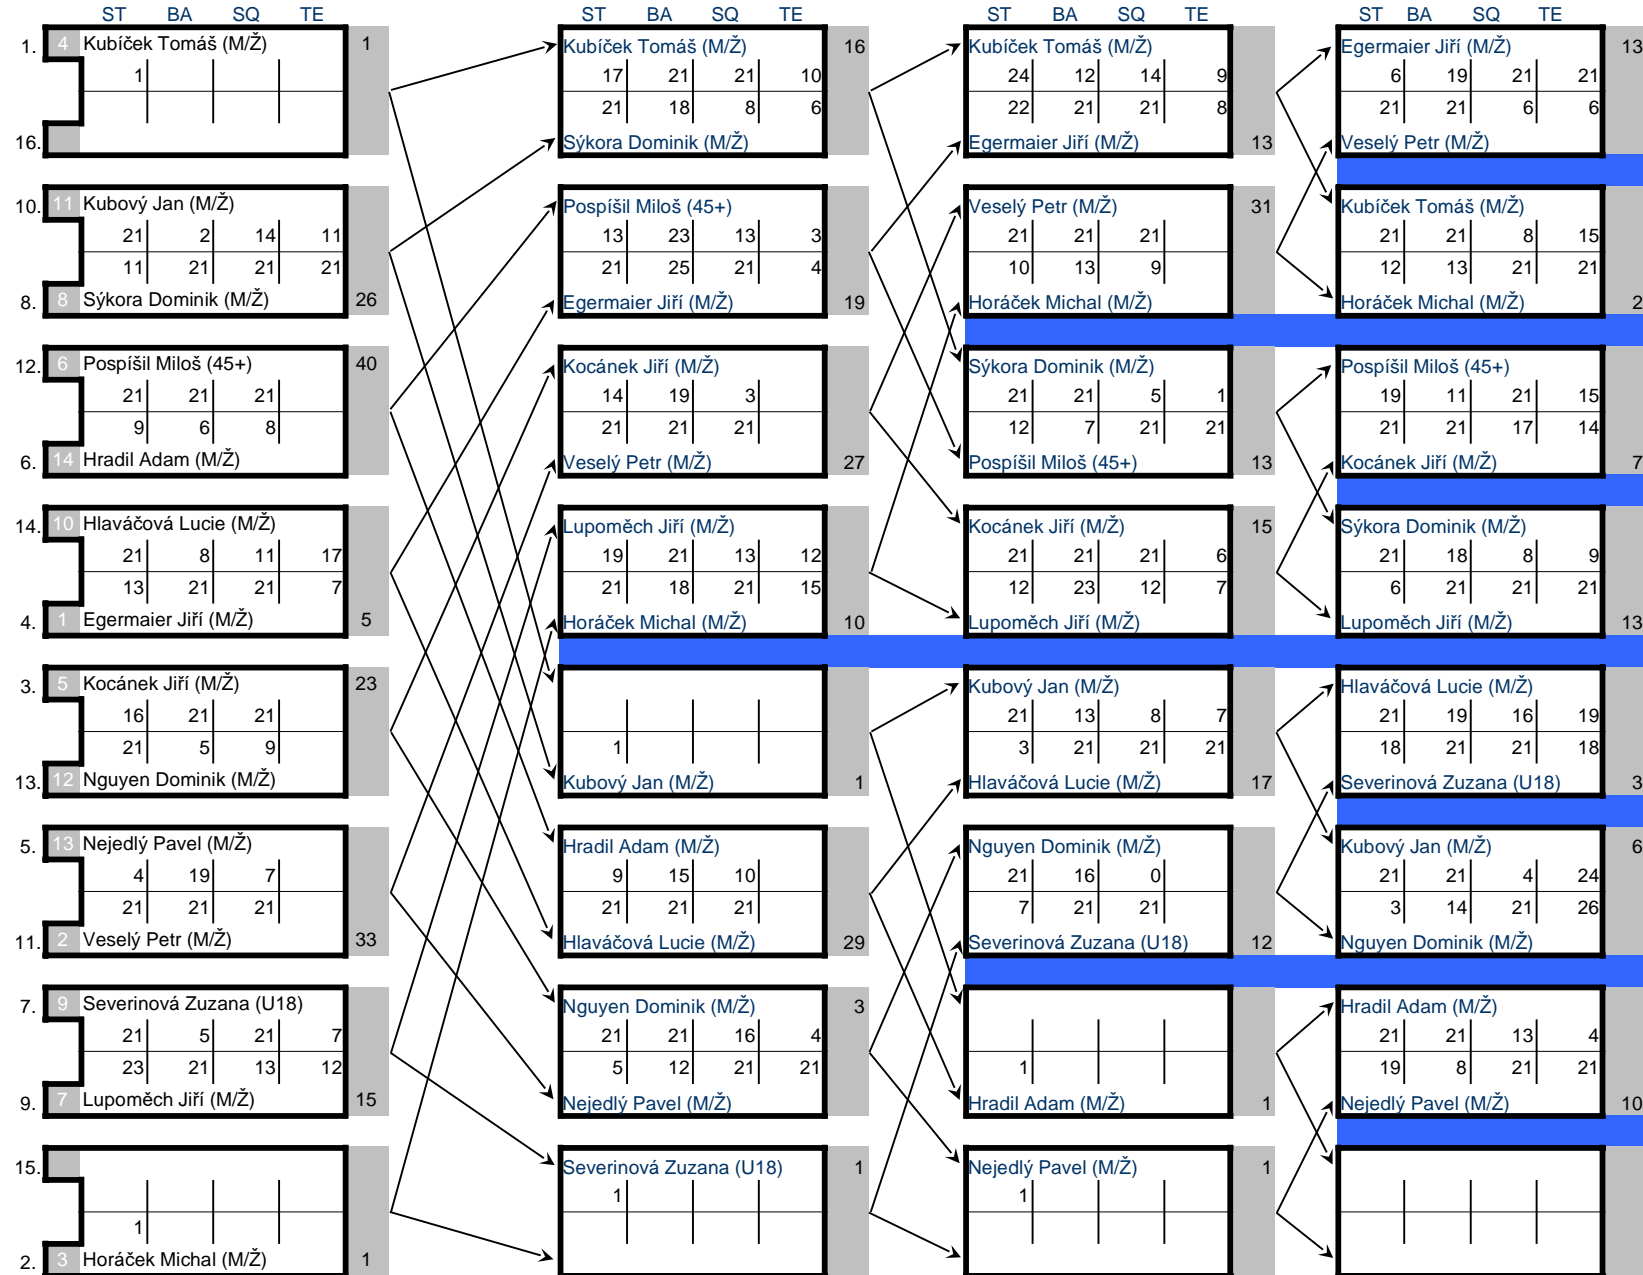 ST BA SQ TE ST BA SQ TE ST BA SQ TE ST BA SQ TE
1. 4 Kubíček Tomáš (M/Ž) 1 Kubíček Tomáš (M/Ž) 16 Kubíček Tomáš (M/Ž) Egermaier Jiří (M/Ž) 13
1 17 21 21 10 24 12 14 9 6 19 21 21
21 18 8 6 22 21 21 8 21 21 6 6
16. Sýkora Dominik (M/Ž) Egermaier Jiří (M/Ž) 13 Veselý Petr (M/Ž)
10. 11 Kubový Jan (M/Ž) Pospíšil Miloš (45+) Veselý Petr (M/Ž) 31 Kubíček Tomáš (M/Ž)
21 2 14 11 13 23 13 3 21 21 21 21 21 8 15
11 21 21 21 21 25 21 4 10 13 9 12 13 21 21
8. 8 Sýkora Dominik (M/Ž) 26 Egermaier Jiří (M/Ž) 19 Horáček Michal (M/Ž) Horáček Michal (M/Ž) 2
12. 6 Pospíšil Miloš (45+) 40 Kocánek Jiří (M/Ž) Sýkora Dominik (M/Ž) Pospíšil Miloš (45+)
21 21 21 14 19 3 21 21 5 1 19 11 21 15
9 6 8 21 21 21 12 7 21 21 21 21 17 14
6. 14 Hradil Adam (M/Ž) Veselý Petr (M/Ž) 27 Pospíšil Miloš (45+) 13 Kocánek Jiří (M/Ž) 7
14. 10 Hlaváčová Lucie (M/Ž) Lupoměch Jiří (M/Ž) Kocánek Jiří (M/Ž) 15 Sýkora Dominik (M/Ž)
21 8 11 17 19 21 13 12 21 21 21 6 21 18 8 9
13 21 21 7 21 18 21 15 12 23 12 7 6 21 21 21
4. 1 Egermaier Jiří (M/Ž) 5 Horáček Michal (M/Ž) 10 Lupoměch Jiří (M/Ž) Lupoměch Jiří (M/Ž) 13
3. 5 Kocánek Jiří (M/Ž) 23 Kubový Jan (M/Ž) Hlaváčová Lucie (M/Ž)
16 21 21 21 13 8 7 21 19 16 19
21 5 9 1 3 21 21 21 18 21 21 18
13. 12 Nguyen Dominik (M/Ž) Kubový Jan (M/Ž) 1 Hlaváčová Lucie (M/Ž) 17 Severinová Zuzana (U18) 3
5. 13 Nejedlý Pavel (M/Ž) Hradil Adam (M/Ž) Nguyen Dominik (M/Ž) Kubový Jan (M/Ž) 6
4 19 7 9 15 10 21 16 0 21 21 4 24
21 21 21 21 21 21 7 21 21 3 14 21 26
11. 2 Veselý Petr (M/Ž) 33 Hlaváčová Lucie (M/Ž) 29 Severinová Zuzana (U18) 12 Nguyen Dominik (M/Ž)
7. 9 Severinová Zuzana (U18) Nguyen Dominik (M/Ž) 3 Hradil Adam (M/Ž)
21 5 21 7 21 21 16 4 21 21 13 4
23 21 13 12 5 12 21 21 1 19 8 21 21
9. 7 Lupoměch Jiří (M/Ž) 15 Nejedlý Pavel (M/Ž) Hradil Adam (M/Ž) 1 Nejedlý Pavel (M/Ž) 10
15. Severinová Zuzana (U18) 1 Nejedlý Pavel (M/Ž) 1
1 1
1
2. 3 Horáček Michal (M/Ž) 1